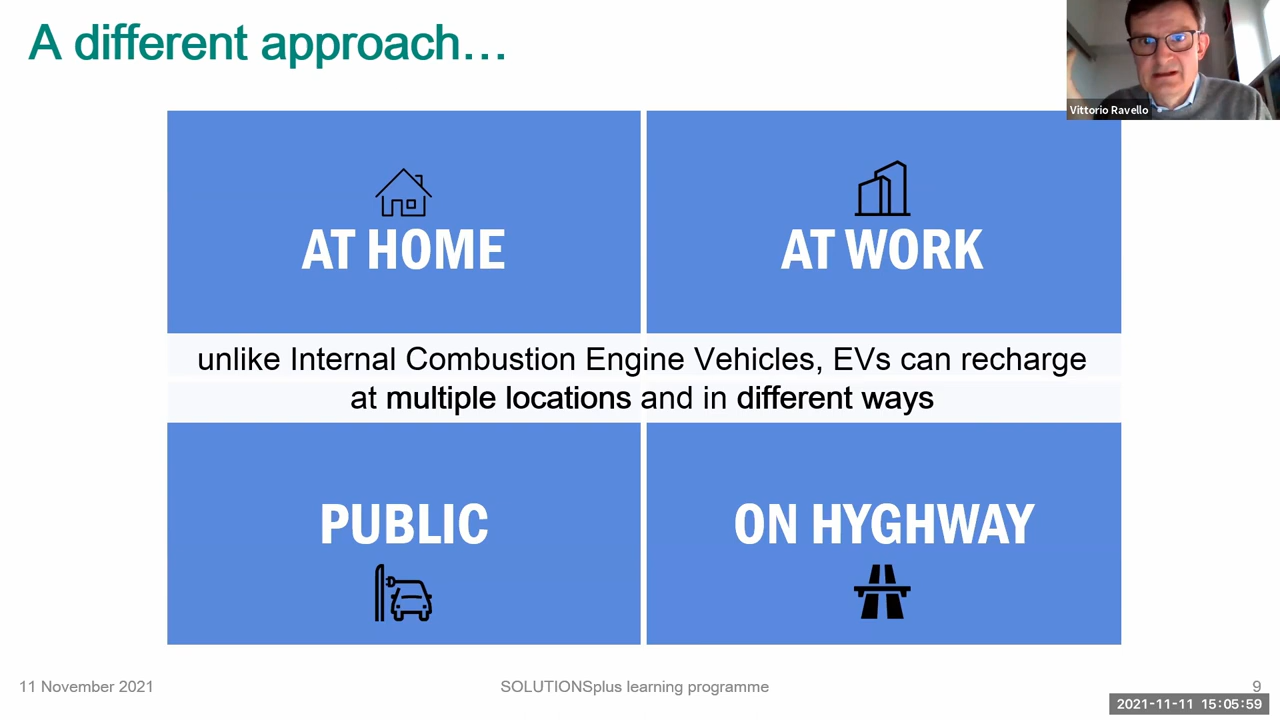 A different approach…
Vittorio Ravello
AT HOME
AT WORK
unlike Internal Combustion Engine Vehicles, EVs can recharge
at multiple locations and in different ways
PUBLIC
ON HYGHWAY
11 November 2021
SOLUTIONSplus learning programme
9
2021-11-11 15:05:59